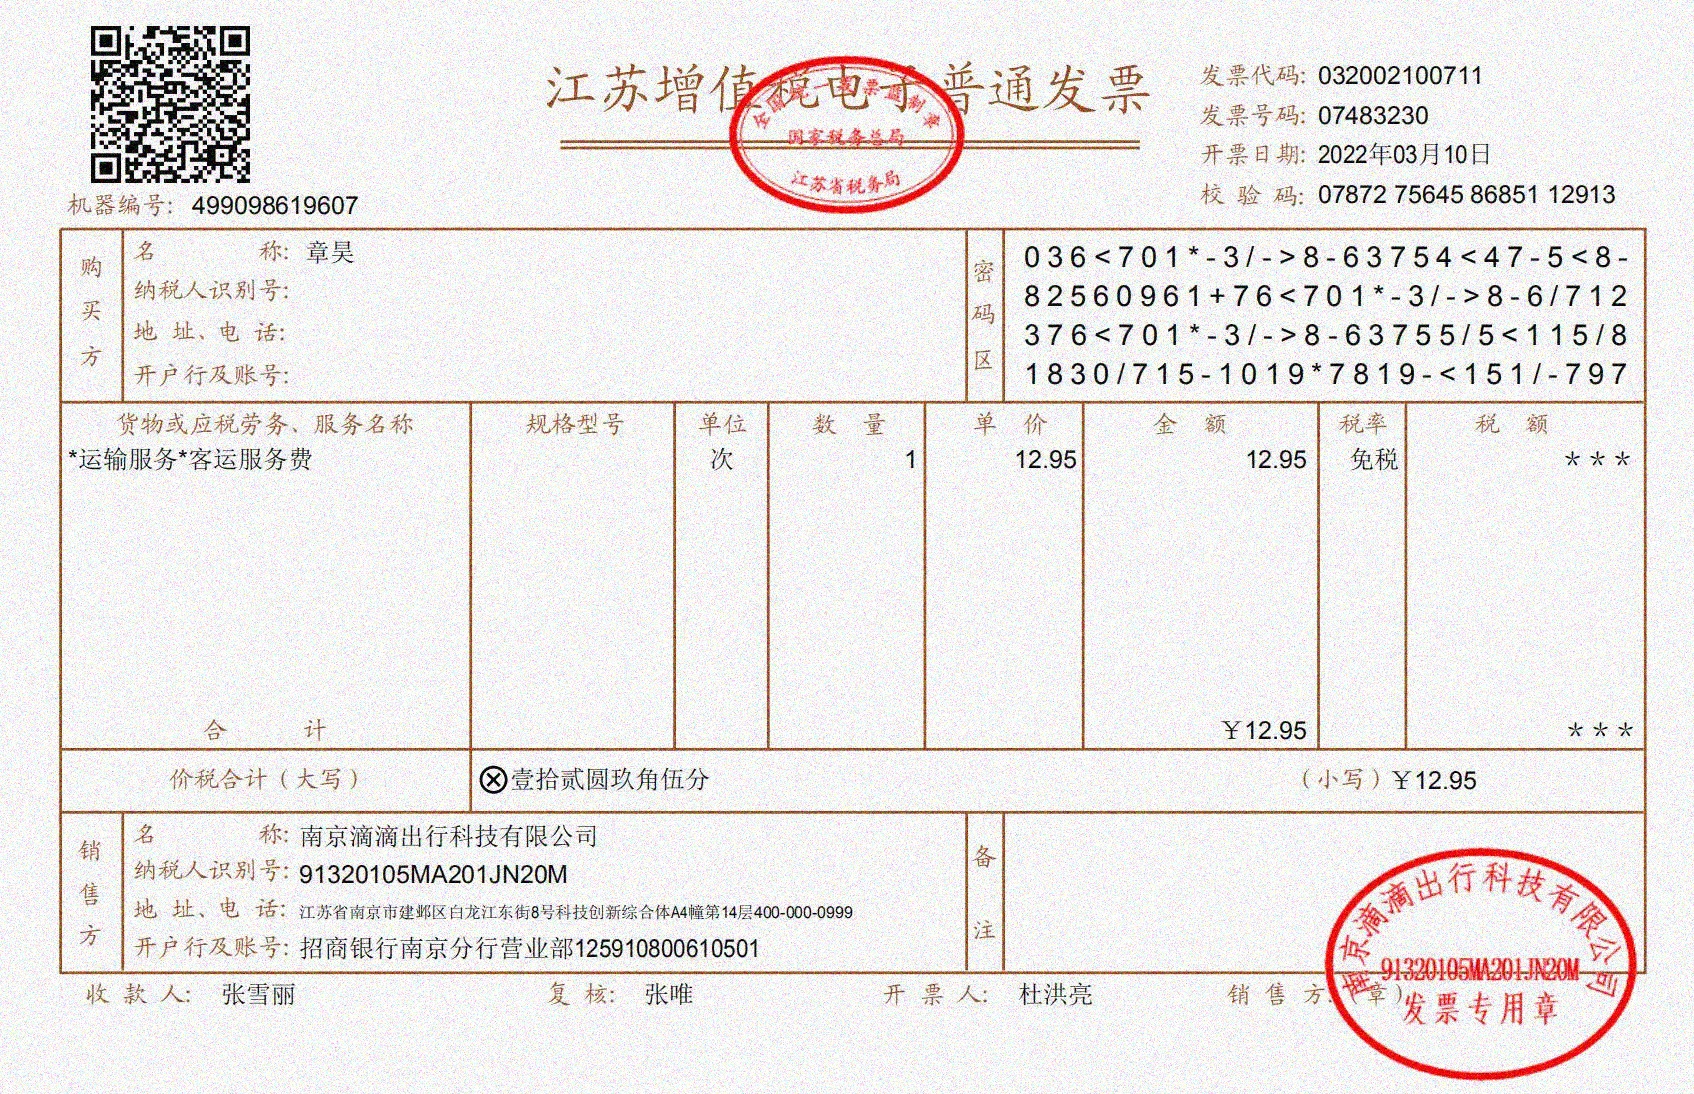 江苏增值税电子普通发票
全国统一发票监制章
国家税务总局
江苏省税务局
发票代码: 032002100711
发票号码: 07483230
开票日期: 2022年03月10日
校 验 码: 07872 75645 86851 12913
机器编号: 499098619607
购买方
名 称: 章昊
纳税人识别号:
地 址、电 话:
开户行及账号:
密码区
036<701*-3/->8-63754<47-5<8-
82560961+76<701*-3/->8-6/712
376<701*-3/->8-63755/5<115/8
1830/715-1019*7819-<151/-797
货物或应税劳务、服务名称 规格型号 单位 数 量 单 价 金 额 税率 税 额
*运输服务*客运服务费 次 1 12.95 12.95 免税 ***
合 计 ￥12.95 ***
价税合计（大写） ⊗壹拾贰圆玖角伍分 （小写）￥12.95
销售方
名 称: 南京滴滴出行科技有限公司
纳税人识别号: 91320105MA201JN20M
地 址、电 话: 江苏省南京市建邺区白龙江东街8号科技创新综合体A4幢第14层400-000-0999
开户行及账号: 招商银行南京分行营业部125910800610501
备注
收 款 人: 张雪丽 复 核: 张唯 开 票 人: 杜洪亮 销 售 方:（章）
南京滴滴出行科技有限公司
91320105MA201JN20M
发票专用章